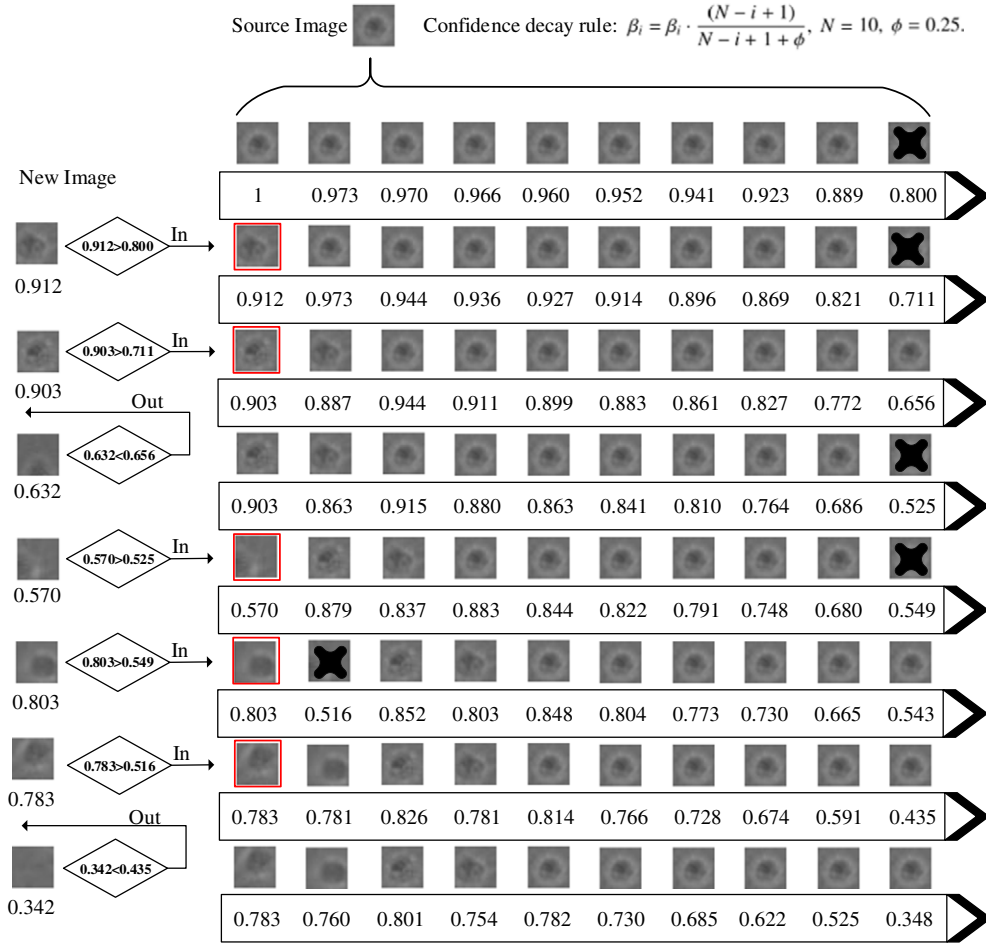 Source Image Confidence decay rule: βᵢ = βᵢ · (N − i + 1) / (N − i + 1 + ϕ), N = 10, ϕ = 0.25.
New Image
1 0.973 0.970 0.966 0.960 0.952 0.941 0.923 0.889 0.800
0.912>0.800 In
0.912
0.912 0.973 0.944 0.936 0.927 0.914 0.896 0.869 0.821 0.711
0.903>0.711 In
0.903
0.903 0.887 0.944 0.911 0.899 0.883 0.861 0.827 0.772 0.656
Out
0.632<0.656
0.632
0.903 0.863 0.915 0.880 0.863 0.841 0.810 0.764 0.686 0.525
0.570>0.525 In
0.570
0.570 0.879 0.837 0.883 0.844 0.822 0.791 0.748 0.680 0.549
0.803>0.549 In
0.803
0.803 0.516 0.852 0.803 0.848 0.804 0.773 0.730 0.665 0.543
0.783>0.516 In
0.783
0.783 0.781 0.826 0.781 0.814 0.766 0.728 0.674 0.591 0.435
Out
0.342<0.435
0.342
0.783 0.760 0.801 0.754 0.782 0.730 0.685 0.622 0.525 0.348